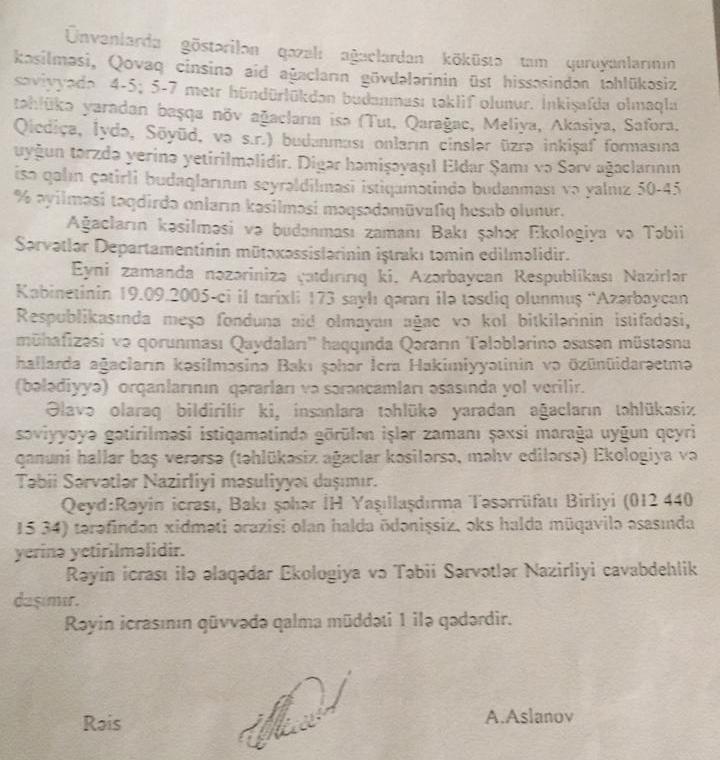 Ünvanlarda göstərilən qəzalı ağaclardan köküstə tam quruyanlarının
kəsilməsi, Qovaq cinsinə aid ağacların gövdələrinin üst hissəsindən təhlükəsiz
səviyyədə 4-5; 5-7 metr hündürlükdən budanması təklif olunur. İnkişafda olmaqla
təhlükə yaradan başqa növ ağacların isə (Tut, Qarağac, Meliya, Akasiya, Safora,
Qlediça, İydə, Söyüd, və s.r.) budanması onların cinslər üzrə inkişaf formasına
uyğun tərzdə yerinə yetirilməlidir. Digər həmişəyaşıl Eldar Şamı və Sərv ağaclarının
isə qalın çətirli budaqlarının seyrəldilməsi istiqamətində budanması və yalnız 50-45
% əyilməsi təqdirdə onların kəsilməsi məqsədəmüvafiq hesab olunur.
Ağacların kəsilməsi və budanması zamanı Bakı şəhər Ekologiya və Təbii
Sərvətlər Departamentinin mütəxəssislərinin iştrakı təmin edilməlidir.
Eyni zamanda nəzərinizə çatdırırıq ki, Azərbaycan Respublikası Nazirlər
Kabinetinin 19.09.2005-ci il tarixli 173 saylı qərarı ilə təsdiq olunmuş "Azərbaycan
Respublikasında meşə fonduna aid olmayan ağac və kol bitkilərinin istifadəsi,
mühafizəsi və qorunması Qaydaları" haqqında Qərarın Tələblərinə əsasən müstəsna
hallarda ağacların kəsilməsinə Bakı şəhər İcra Hakimiyyətinin və özünüidarəetmə
(bələdiyyə) orqanlarının qərarları və sərəncamları əsasında yol verilir.
Əlavə olaraq bildirilir ki, insanlara təhlükə yaradan ağacların təhlükəsiz
səviyyəyə gətirilməsi istiqamətində görülən işlər zamanı şəxsi marağa uyğun qeyri
qanuni hallar baş verərsə (təhlükəsiz ağaclar kəsilərsə, məhv edilərsə) Ekologiya və
Təbii Sərvətlər Nazirliyi məsuliyyət daşımır.
Qeyd:Rəyin icrası, Bakı şəhər İH Yaşıllaşdırma Təsərrüfatı Birliyi (012 440
15 34) tərəfindən xidməti ərazisi olan halda ödənişsiz, əks halda müqavilə əsasında
yerinə yetirilməlidir.
Rəyin icrası ilə əlaqədar Ekologiya və Təbii Sərvətlər Nazirliyi cavabdehlik
daşımır.
Rəyin icrasının qüvvədə qalma müddəti 1 ilə qədərdir.
Rəis A.Aslanov